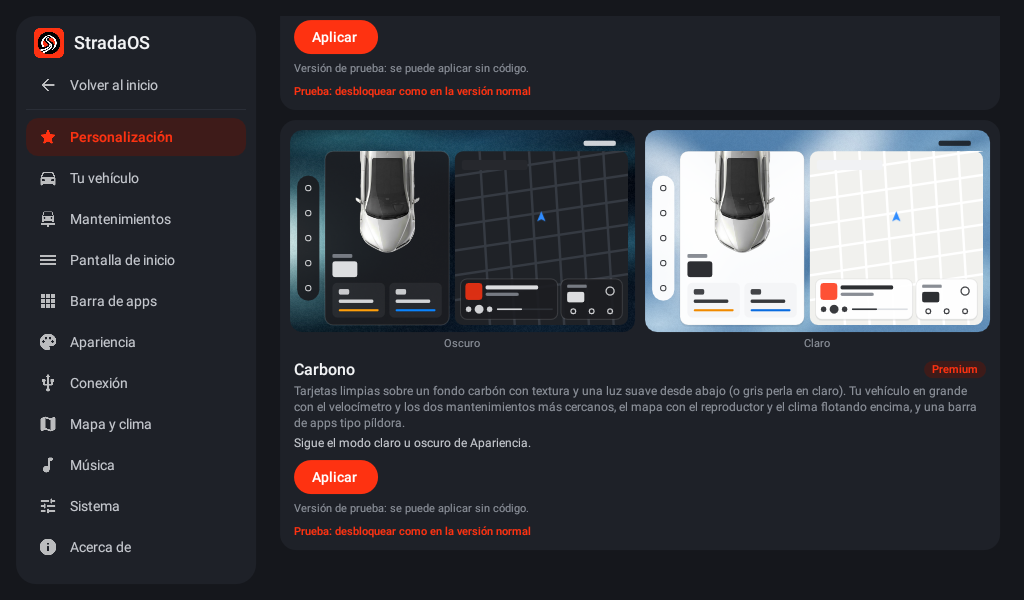 StradaOS
Volver al inicio
Personalización
Tu vehículo
Mantenimientos
Pantalla de inicio
Barra de apps
Apariencia
Conexión
Mapa y clima
Música
Sistema
Acerca de
Aplicar
Versión de prueba: se puede aplicar sin código.
Prueba: desbloquear como en la versión normal
Oscuro
Claro
Carbono
Premium
Tarjetas limpias sobre un fondo carbón con textura y una luz suave desde abajo (o gris perla en claro). Tu vehículo en grande
con el velocímetro y los dos mantenimientos más cercanos, el mapa con el reproductor y el clima flotando encima, y una barra
de apps tipo píldora.
Sigue el modo claro u oscuro de Apariencia.
Aplicar
Versión de prueba: se puede aplicar sin código.
Prueba: desbloquear como en la versión normal